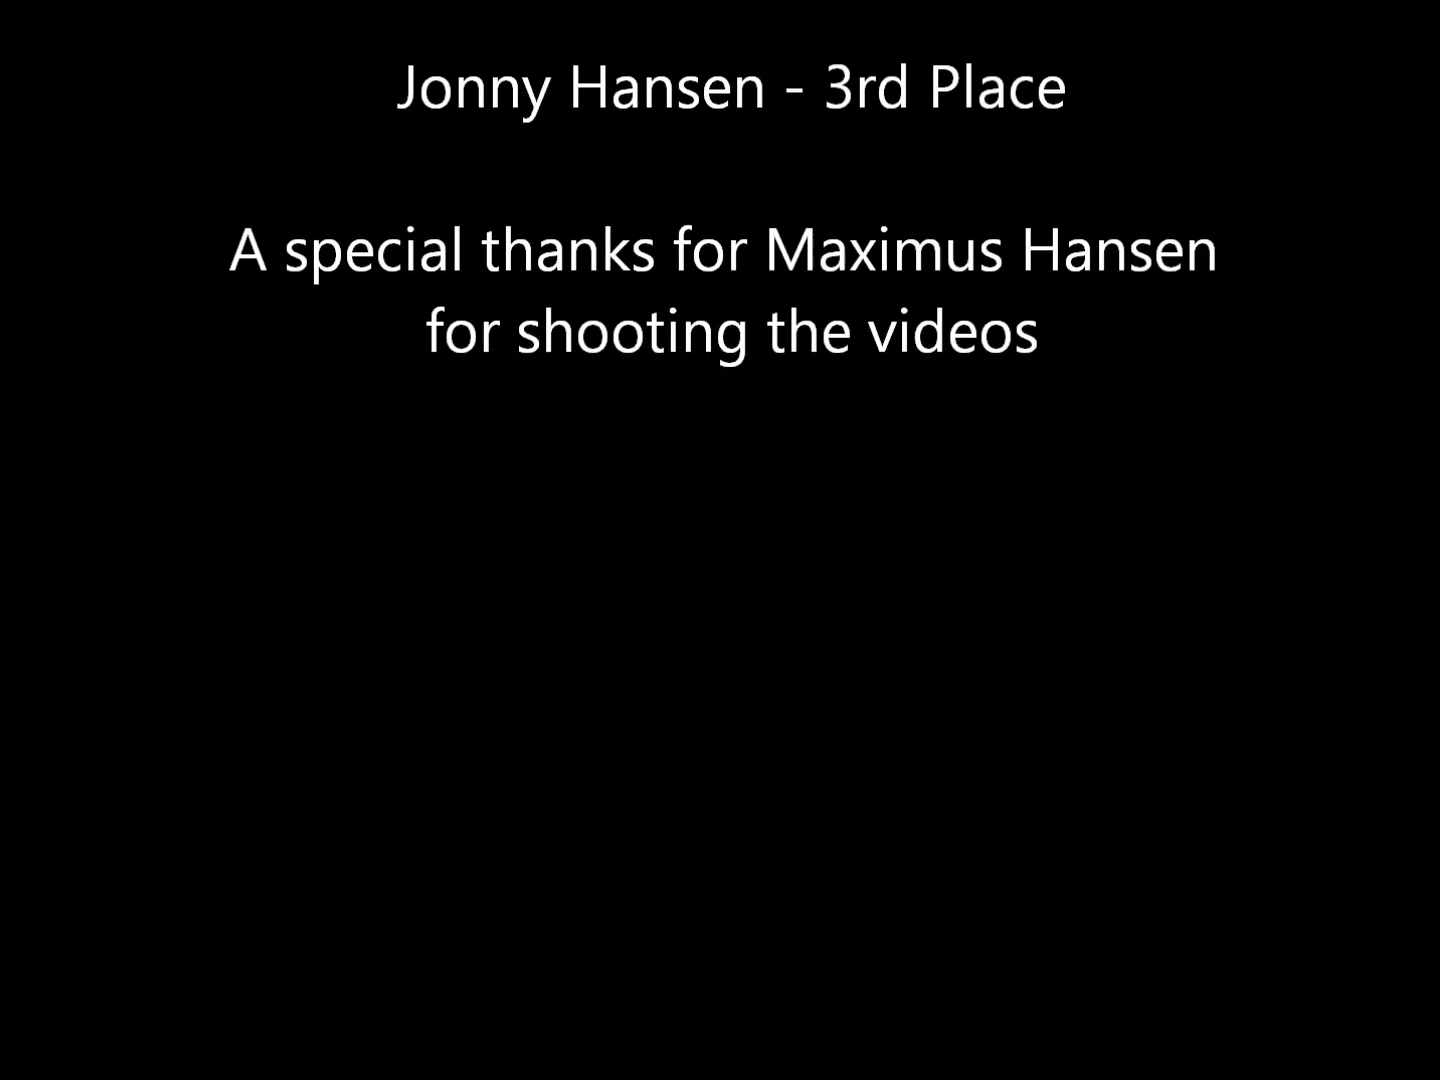 Jonny Hansen - 3rd Place
A special thanks for Maximus Hansen
for shooting the videos